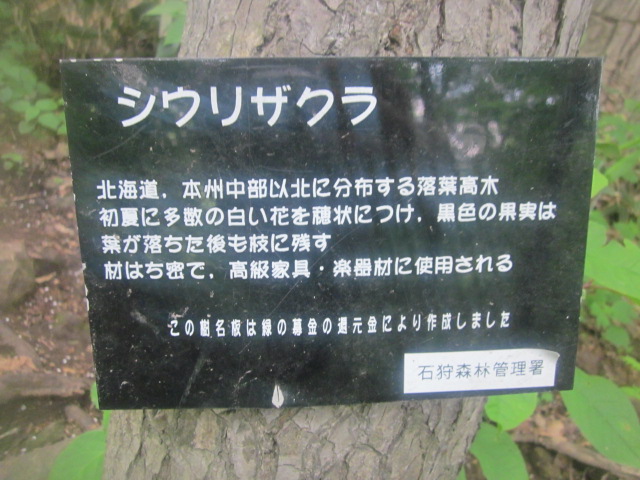 シウリザクラ
北海道，本州中部以北に分布する落葉高木
初夏に多数の白い花を穂状につけ，黒色の果実は
葉が落ちた後も枝に残す
材はち密で，高級家具・楽器材に使用される
この樹名板は緑の募金の還元金により作成しました
石狩森林管理署